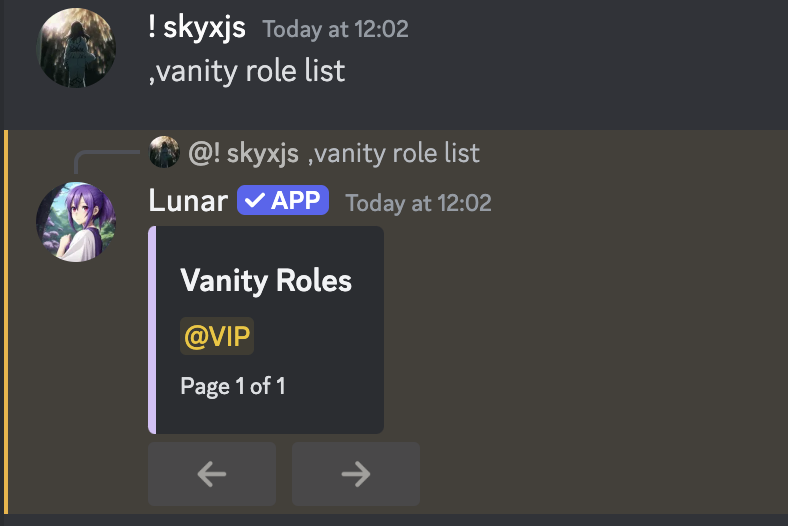 ! skyxjs Today at 12:02
,vanity role list
@! skyxjs ,vanity role list
Lunar ✓ APP Today at 12:02
Vanity Roles
@VIP
Page 1 of 1
← →